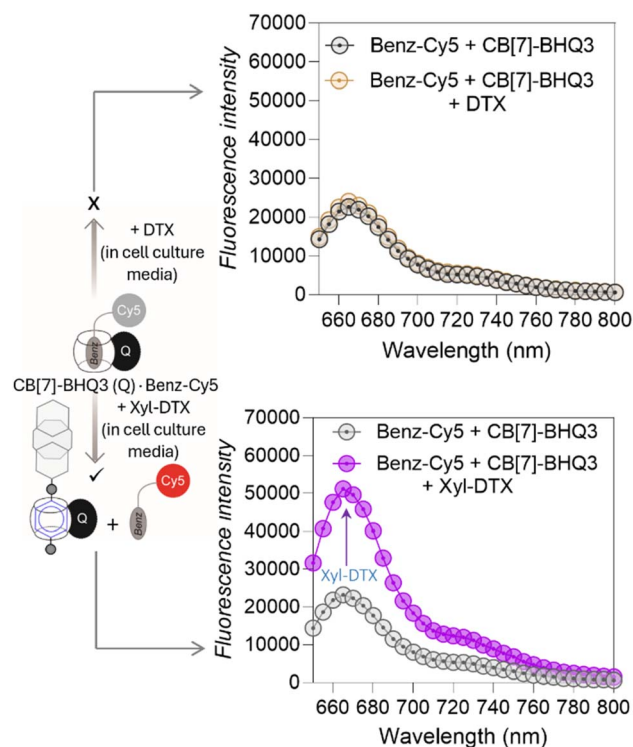 70000
60000
50000
40000
30000
20000
10000
0
Fluorescence intensity
Benz-Cy5 + CB[7]-BHQ3
Benz-Cy5 + CB[7]-BHQ3
+ DTX
660 680 700 720 740 760 780 800
Wavelength (nm)
X
+ DTX
(in cell culture
media)
Cy5
Benz
Q
CB[7]-BHQ3 (Q) · Benz-Cy5
+ Xyl-DTX
(in cell culture
media)
✓
Q
+
Cy5
Benz
70000
60000
50000
40000
30000
20000
10000
0
Fluorescence intensity
Benz-Cy5 + CB[7]-BHQ3
Benz-Cy5 + CB[7]-BHQ3
+ Xyl-DTX
Xyl-DTX
660 680 700 720 740 760 780 800
Wavelength (nm)